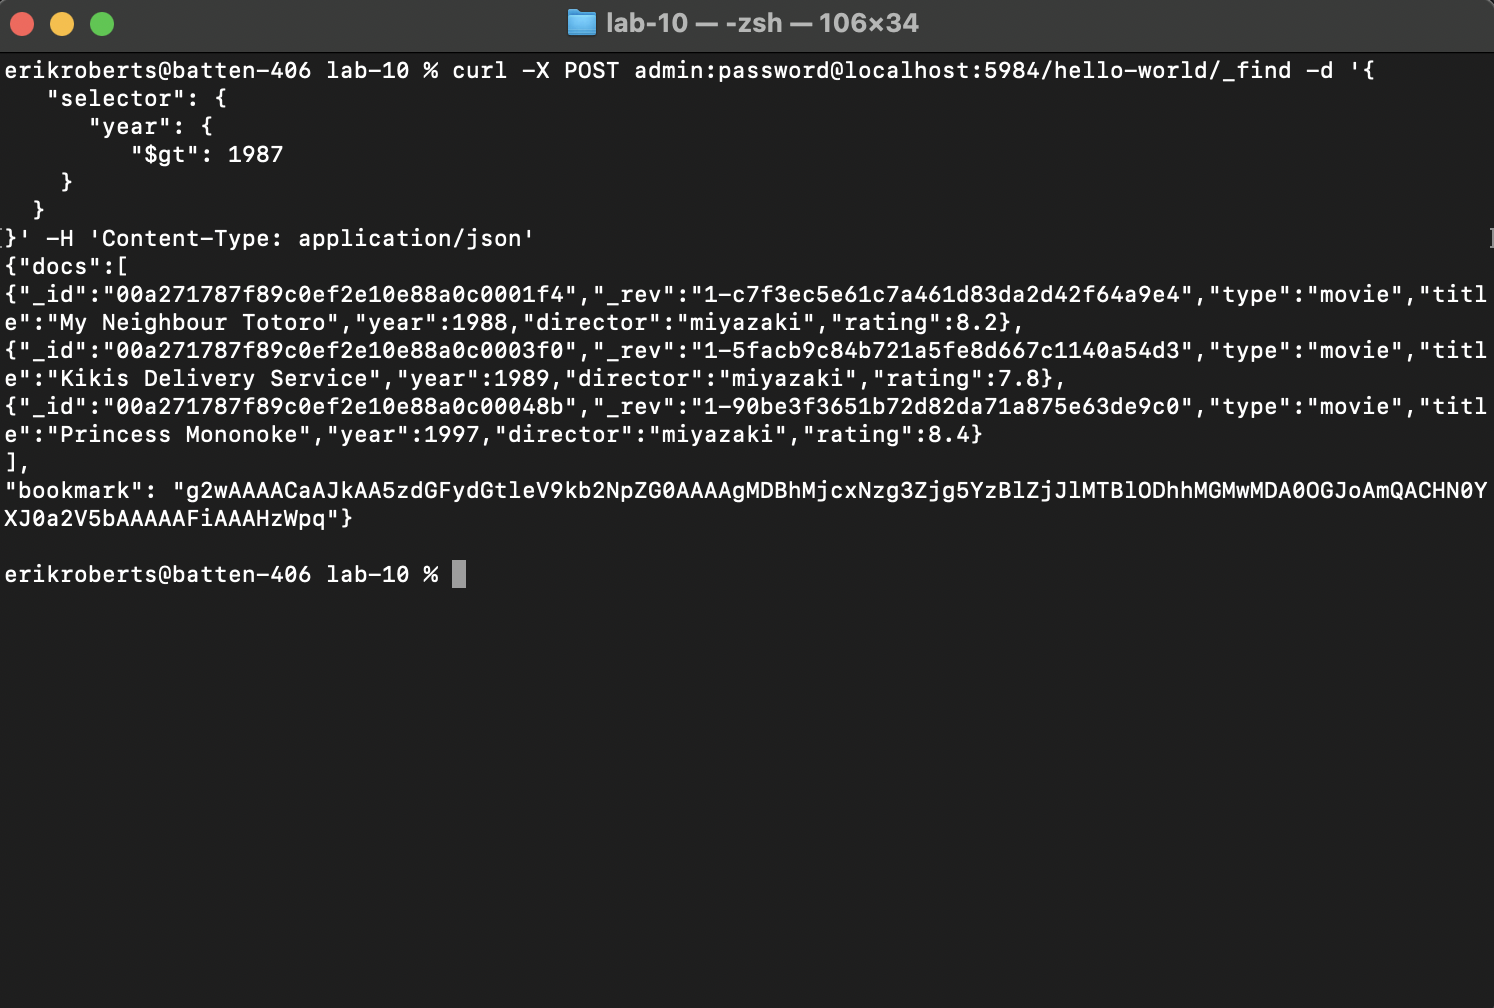 lab-10 — -zsh — 106×34
erikroberts@batten-406 lab-10 % curl -X POST admin:password@localhost:5984/hello-world/_find -d '{
   "selector": {
      "year": {
         "$gt": 1987
    }
  }
}' -H 'Content-Type: application/json'
{"docs":[
{"_id":"00a271787f89c0ef2e10e88a0c0001f4","_rev":"1-c7f3ec5e61c7a461d83da2d42f64a9e4","type":"movie","titl
e":"My Neighbour Totoro","year":1988,"director":"miyazaki","rating":8.2},
{"_id":"00a271787f89c0ef2e10e88a0c0003f0","_rev":"1-5facb9c84b721a5fe8d667c1140a54d3","type":"movie","titl
e":"Kikis Delivery Service","year":1989,"director":"miyazaki","rating":7.8},
{"_id":"00a271787f89c0ef2e10e88a0c00048b","_rev":"1-90be3f3651b72d82da71a875e63de9c0","type":"movie","titl
e":"Princess Mononoke","year":1997,"director":"miyazaki","rating":8.4}
],
"bookmark": "g2wAAAACaAJkAA5zdGFydGtleV9kb2NpZG0AAAAgMDBhMjcxNzg3Zjg5YzBlZjJlMTBlODhhMGMwMDA0OGJoAmQACHN0Y
XJ0a2V5bAAAAAFiAAAHzWpq"}
erikroberts@batten-406 lab-10 %